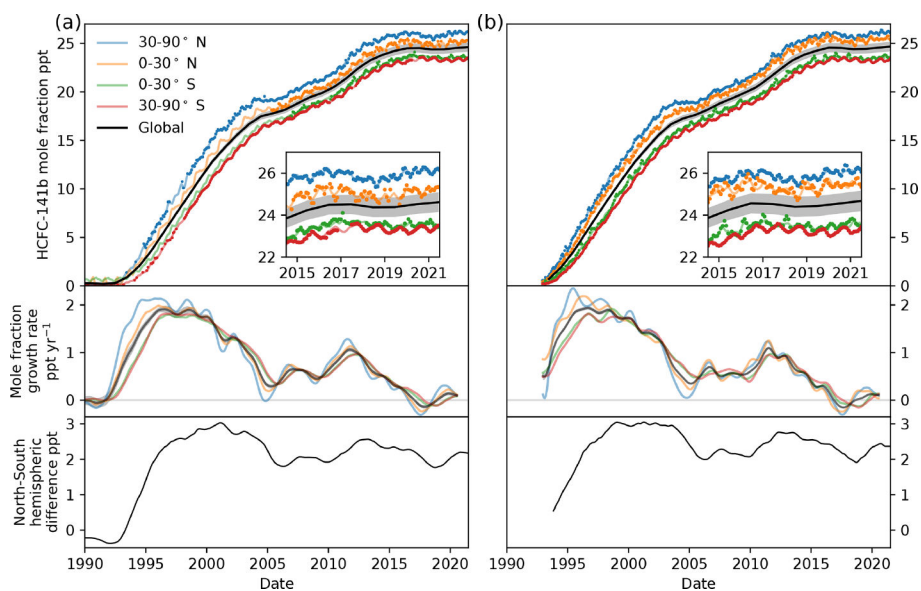 (a)
(b)
HCFC-141b mole fraction ppt
25
20
15
10
5
0
30-90° N
0-30° N
0-30° S
30-90° S
Global
26
24
22
2015 2017 2019 2021
26
24
22
2015 2017 2019 2021
25
20
15
10
5
0
Mole fraction
growth rate
ppt yr⁻¹
2
1
0
2
1
0
North-South
hemispheric
difference ppt
3
2
1
0
3
2
1
0
1990 1995 2000 2005 2010 2015 2020
Date
1990 1995 2000 2005 2010 2015 2020
Date